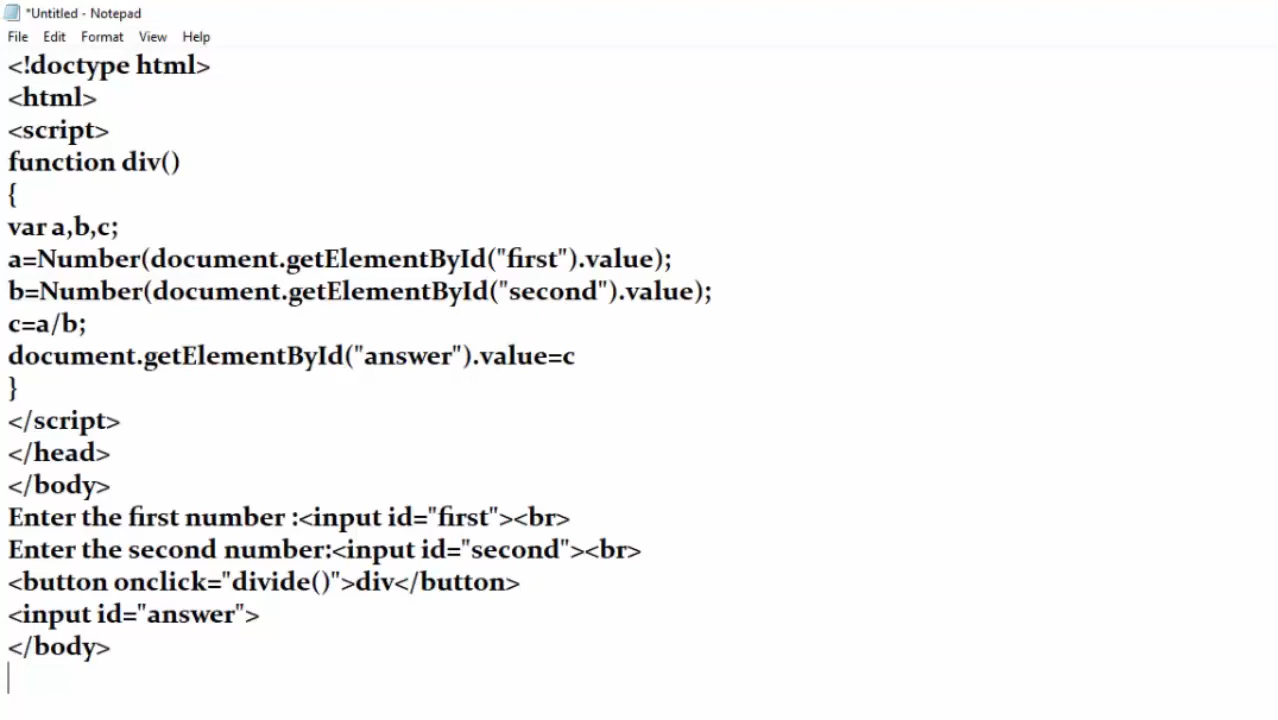 *Untitled - Notepad
File Edit Format View Help
<!doctype html>
<html>
<script>
function div()
{
var a,b,c;
a=Number(document.getElementById("first").value);
b=Number(document.getElementById("second").value);
c=a/b;
document.getElementById("answer").value=c
}
</script>
</head>
</body>
Enter the first number :<input id="first"><br>
Enter the second number:<input id="second"><br>
<button onclick="divide()">div</button>
<input id="answer">
</body>